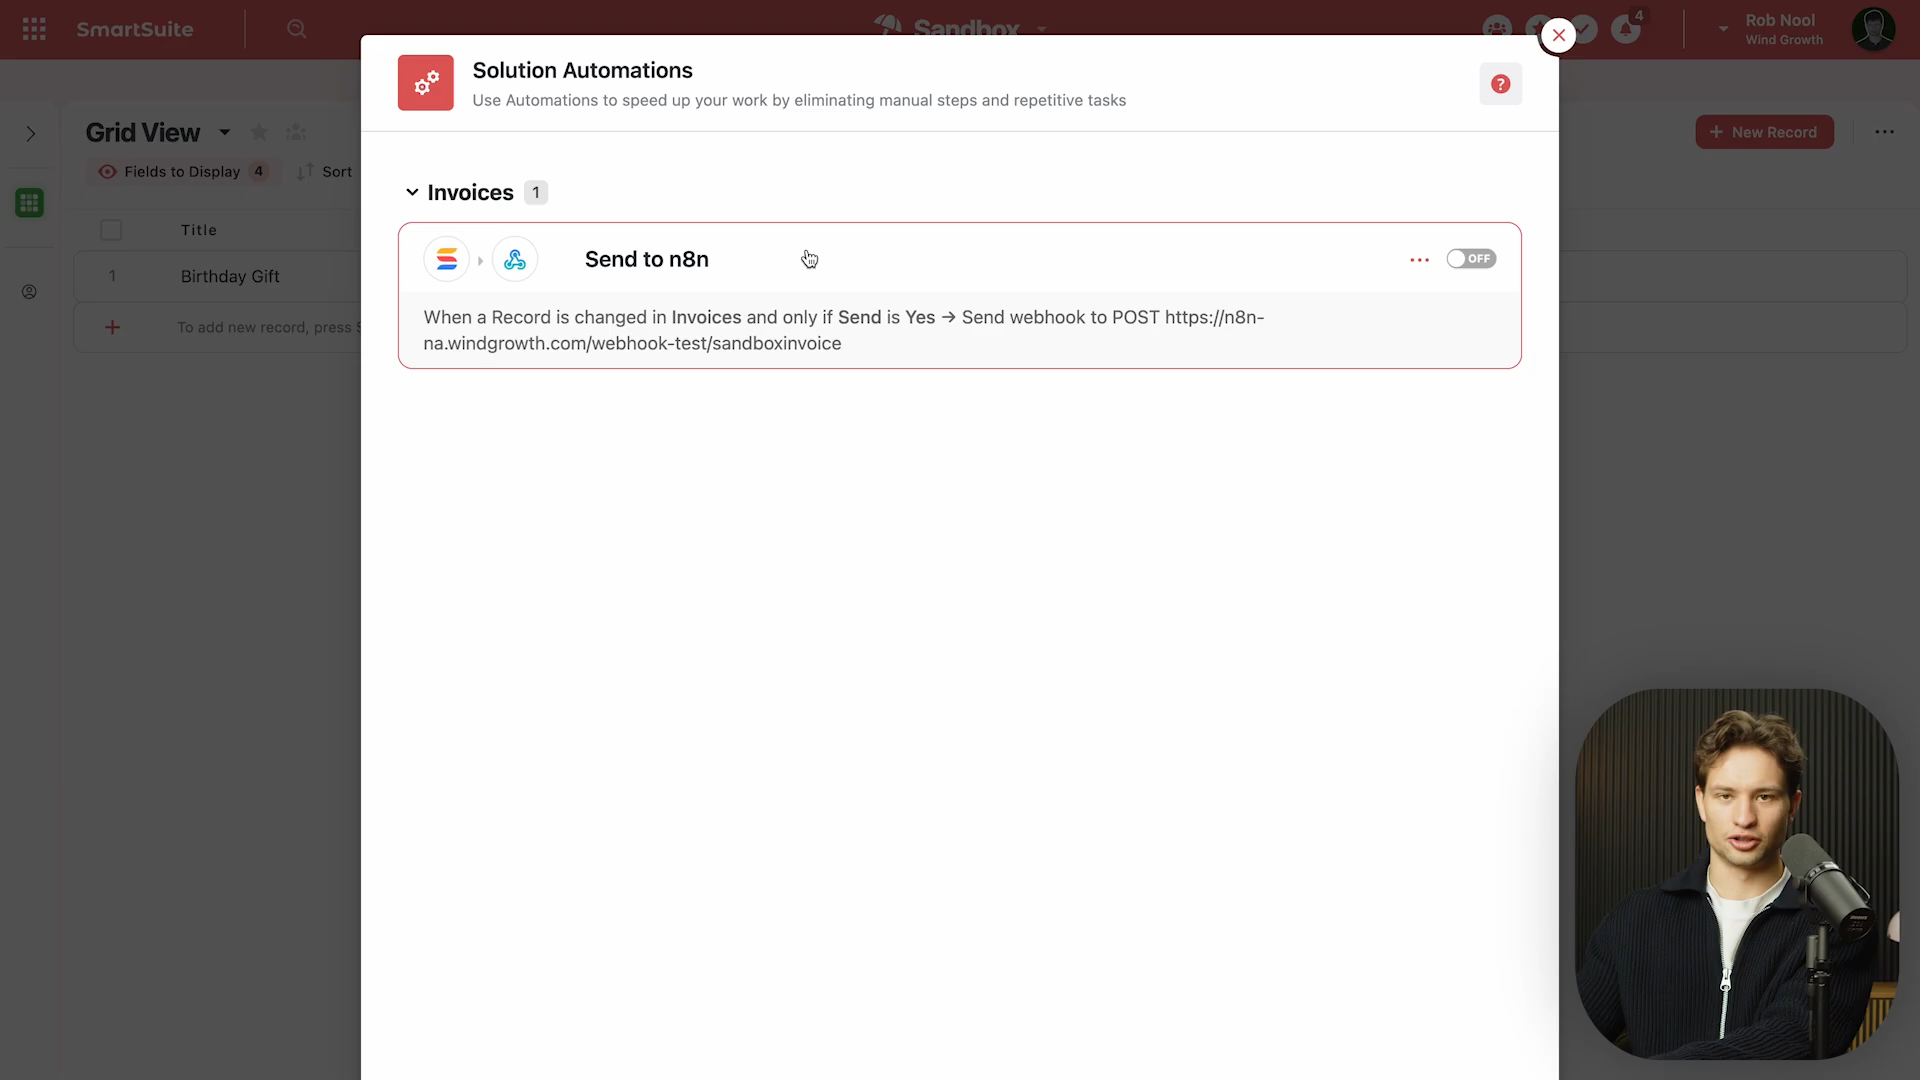 SmartSuite
Sandbox
4
Rob Nool
Wind Growth
Solution Automations
Use Automations to speed up your work by eliminating manual steps and repetitive tasks
?
Grid View
New Record
Fields to Display 4
Sort
Invoices 1
Title
Send to n8n
OFF
1 Birthday Gift
When a Record is changed in Invoices and only if Send is Yes → Send webhook to POST https://n8n-
na.windgrowth.com/webhook-test/sandboxinvoice
To add new record, press